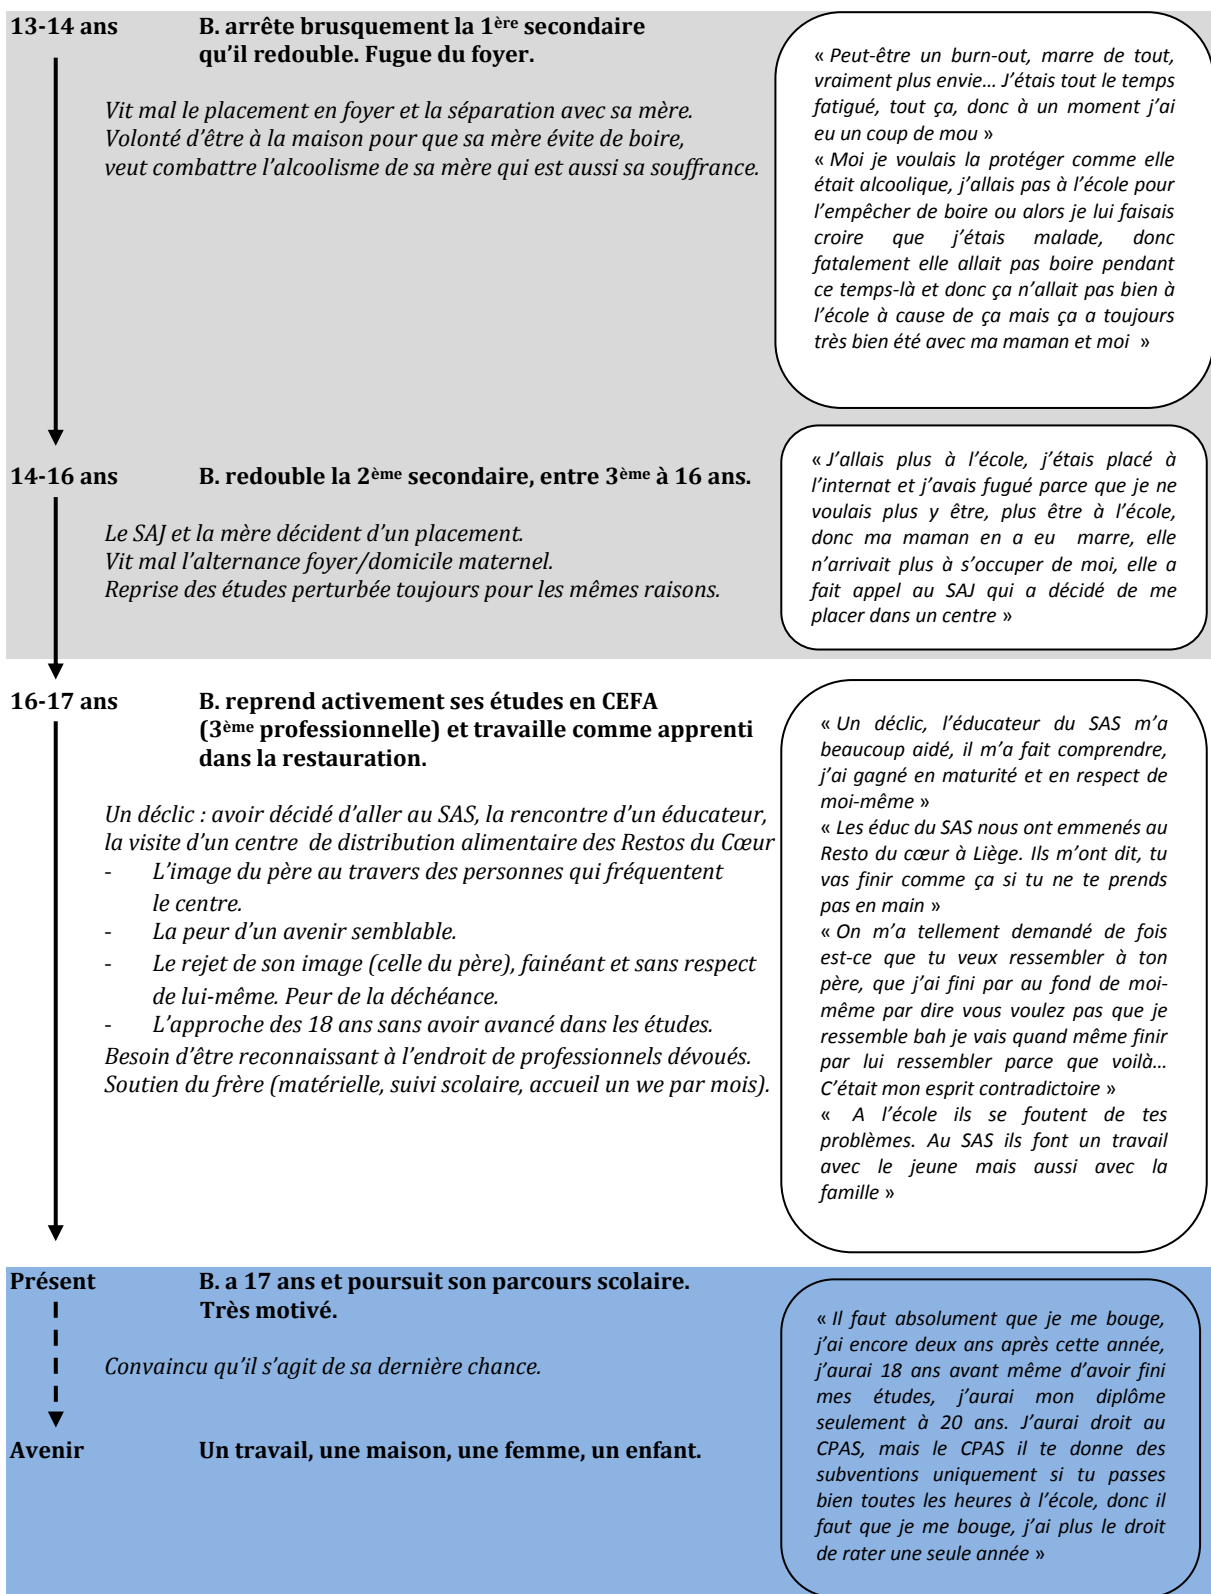 13-14 ans B. arrête brusquement la 1ère secondaire
qu'il redouble. Fugue du foyer.
Vit mal le placement en foyer et la séparation avec sa mère.
Volonté d'être à la maison pour que sa mère évite de boire,
veut combattre l'alcoolisme de sa mère qui est aussi sa souffrance.
« Peut-être un burn-out, marre de tout,
vraiment plus envie… J'étais tout le temps
fatigué, tout ça, donc à un moment j'ai
eu un coup de mou »
« Moi je voulais la protéger comme elle
était alcoolique, j'allais pas à l'école pour
l'empêcher de boire ou alors je lui faisais
croire que j'étais malade, donc
fatalement elle allait pas boire pendant
ce temps-là et donc ça n'allait pas bien à
l'école à cause de ça mais ça a toujours
très bien été avec ma maman et moi »
14-16 ans B. redouble la 2ème secondaire, entre 3ème à 16 ans.
Le SAJ et la mère décident d'un placement.
Vit mal l'alternance foyer/domicile maternel.
Reprise des études perturbée toujours pour les mêmes raisons.
« J'allais plus à l'école, j'étais placé à
l'internat et j'avais fugué parce que je ne
voulais plus y être, plus être à l'école,
donc ma maman en a eu marre, elle
n'arrivait plus à s'occuper de moi, elle a
fait appel au SAJ qui a décidé de me
placer dans un centre »
16-17 ans B. reprend activement ses études en CEFA
(3ème professionnelle) et travaille comme apprenti
dans la restauration.
Un déclic : avoir décidé d'aller au SAS, la rencontre d'un éducateur,
la visite d'un centre de distribution alimentaire des Restos du Cœur
- L'image du père au travers des personnes qui fréquentent
le centre.
- La peur d'un avenir semblable.
- Le rejet de son image (celle du père), fainéant et sans respect
de lui-même. Peur de la déchéance.
- L'approche des 18 ans sans avoir avancé dans les études.
Besoin d'être reconnaissant à l'endroit de professionnels dévoués.
Soutien du frère (matérielle, suivi scolaire, accueil un we par mois).
« Un déclic, l'éducateur du SAS m'a
beaucoup aidé, il m'a fait comprendre,
j'ai gagné en maturité et en respect de
moi-même »
« Les éduc du SAS nous ont emmenés au
Resto du cœur à Liège. Ils m'ont dit, tu
vas finir comme ça si tu ne te prends
pas en main »
« On m'a tellement demandé de fois
est-ce que tu veux ressembler à ton
père, que j'ai fini par au fond de moi-
même par dire vous voulez pas que je
ressemble bah je vais quand même finir
par lui ressembler parce que voilà…
C'était mon esprit contradictoire »
« A l'école ils se foutent de tes
problèmes. Au SAS ils font un travail
avec le jeune mais aussi avec la
famille »
Présent B. a 17 ans et poursuit son parcours scolaire.
Très motivé.
Convaincu qu'il s'agit de sa dernière chance.
Avenir Un travail, une maison, une femme, un enfant.
« Il faut absolument que je me bouge,
j'ai encore deux ans après cette année,
j'aurai 18 ans avant même d'avoir fini
mes études, j'aurai mon diplôme
seulement à 20 ans. J'aurai droit au
CPAS, mais le CPAS il te donne des
subventions uniquement si tu passes
bien toutes les heures à l'école, donc il
faut que je me bouge, j'ai plus le droit
de rater une seule année »